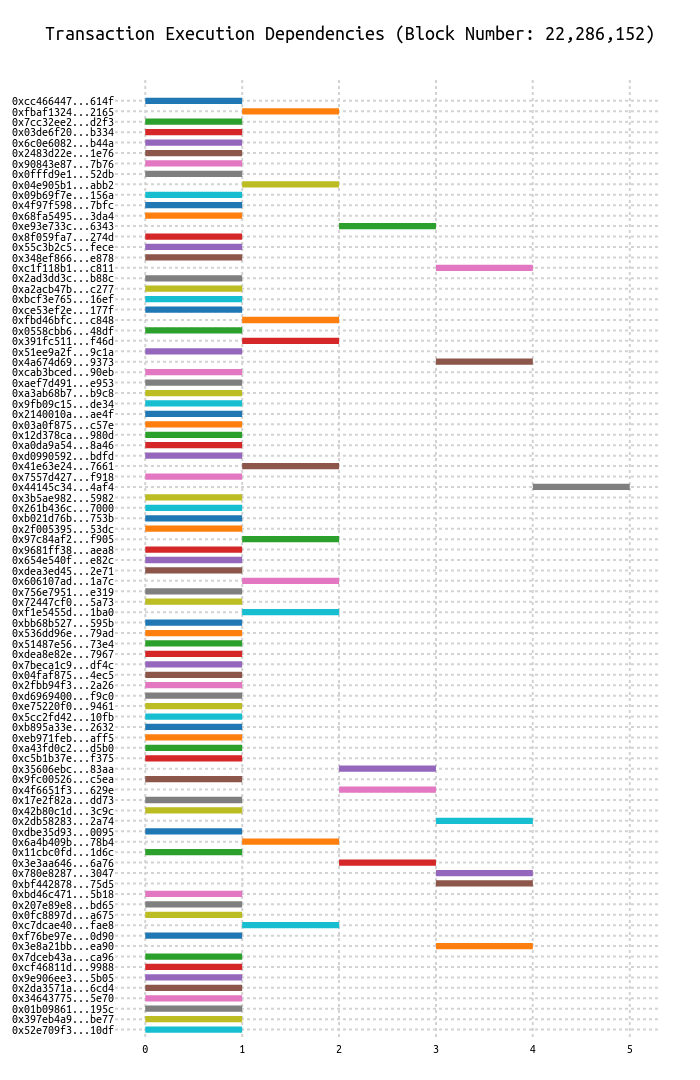 Transaction Execution Dependencies (Block Number: 22,286,152)
0xcc466447...614f
0xfbaf1324...2165
0x7cc32ee2...d2f3
0x03de6f20...b334
0x6c0e6082...b44a
0x2483d22e...1e76
0x90843e87...7b76
0x0fffd9e1...52db
0x04e905b1...abb2
0x09b69f7e...156a
0x4f97f598...7bfc
0x68fa5495...3da4
0xe93e733c...6343
0x8f059fa7...274d
0x55c3b2c5...fece
0x348ef866...e878
0xc1f118b1...c811
0x2ad3dd3c...b88c
0xa2acb47b...c277
0xbcf3e765...16ef
0xce53ef2e...177f
0xfbd46bfc...c848
0x0558cbb6...48df
0x391fc511...f46d
0x51ee9a2f...9c1a
0x4a674d69...9373
0xcab3bced...90eb
0xaef7d491...e953
0xa3ab68b7...b9c8
0x9fb09c15...de34
0x2140010a...ae4f
0x03a0f875...c57e
0x12d378ca...980d
0xa0da9a54...8a46
0xd0990592...bdfd
0x41e63e24...7661
0x7557d427...f918
0x44145c34...4af4
0x3b5ae982...5982
0x261b436c...7000
0xb021d76b...753b
0x2f005395...53dc
0x97c84af2...f905
0x9681ff38...aea8
0x654e540f...e82c
0xdea3ed45...2e71
0x606107ad...1a7c
0x756e7951...e319
0x72447cf0...5a73
0xf1e5455d...1ba0
0xbb68b527...595b
0x536dd96e...79ad
0x51487e56...73e4
0xdea8e82e...7967
0x7beca1c9...df4c
0x04faf875...4ec5
0x2fbb94f3...2a26
0xd6969400...f9c0
0xe75220f0...9461
0x5cc2fd42...10fb
0xb895a33e...2632
0xeb971feb...aff5
0xa43fd0c2...d5b0
0xc5b1b37e...f375
0x35606ebc...83aa
0x9fc00526...c5ea
0x4f6651f3...629e
0x17e2f82a...dd73
0x42b80c1d...3c9c
0x2db58283...2a74
0xdbe35d93...0095
0x6a4b409b...78b4
0x11cbc0fd...1d6c
0x3e3aa646...6a76
0x780e8287...3047
0xbf442878...75d5
0xbd46c471...5b18
0x207e89e8...bd65
0x0fc8897d...a675
0xc7dcae40...fae8
0xf76be97e...0d90
0x3e8a21bb...ea90
0x7dceb43a...ca96
0xcf46811d...9988
0x9e906ee3...5b05
0x2da3571a...6cd4
0x34643775...5e70
0x01b09861...195c
0x397eb4a9...be77
0x52e709f3...10df
0 1 2 3 4 5